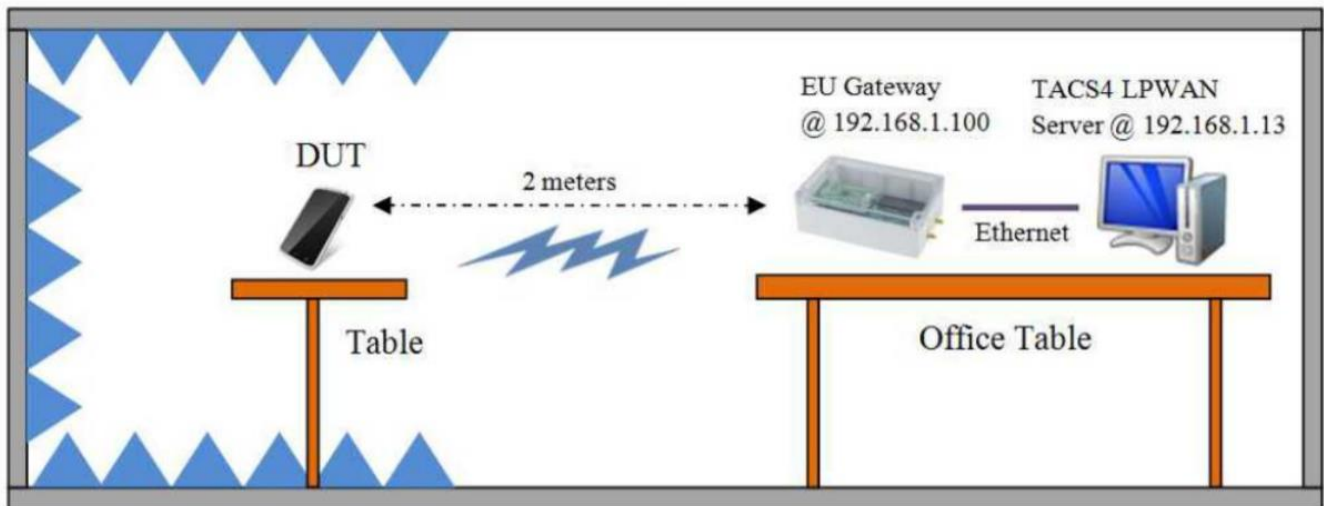 EU Gateway
@ 192.168.1.100
TACS4 LPWAN
Server @ 192.168.1.13
DUT
2 meters
Ethernet
Table
Office Table